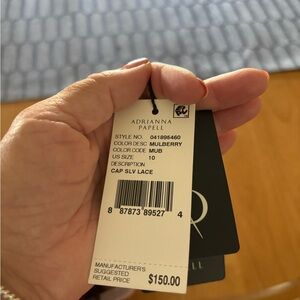 ADRIANNA
PAPELL
STYLE NO. 041895460
COLOR DESC MULBERRY
COLOR CODE MUB
US SIZE 10
DESCRIPTION
CAP SLV LACE
8 87873 89527 4
MANUFACTURER'S
SUGGESTED
RETAIL PRICE $150.00